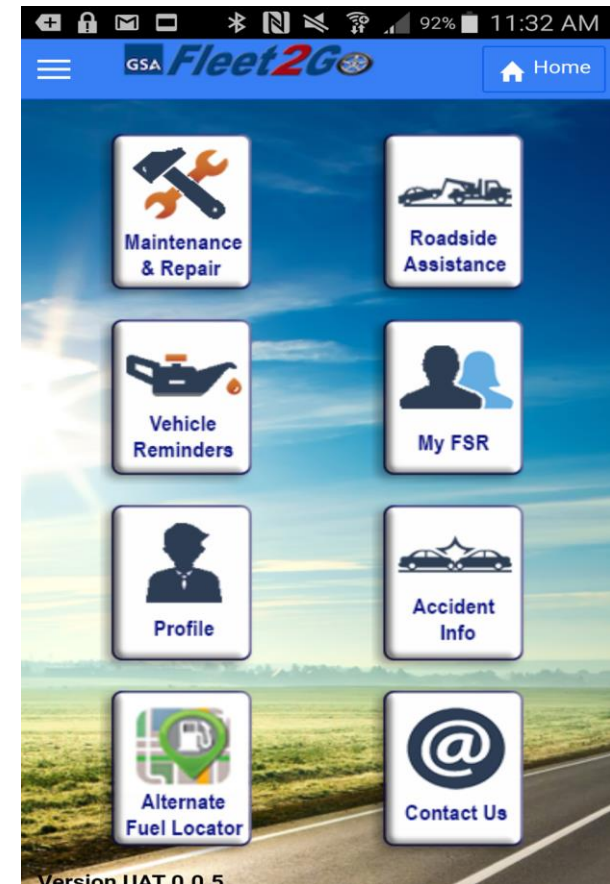 92% 11:32 AM
GSA Fleet2Go
Home
Maintenance
& Repair
Roadside
Assistance
Vehicle
Reminders
My FSR
Profile
Accident
Info
Alternate
Fuel Locator
@
Contact Us
Version UAT 0.0.5